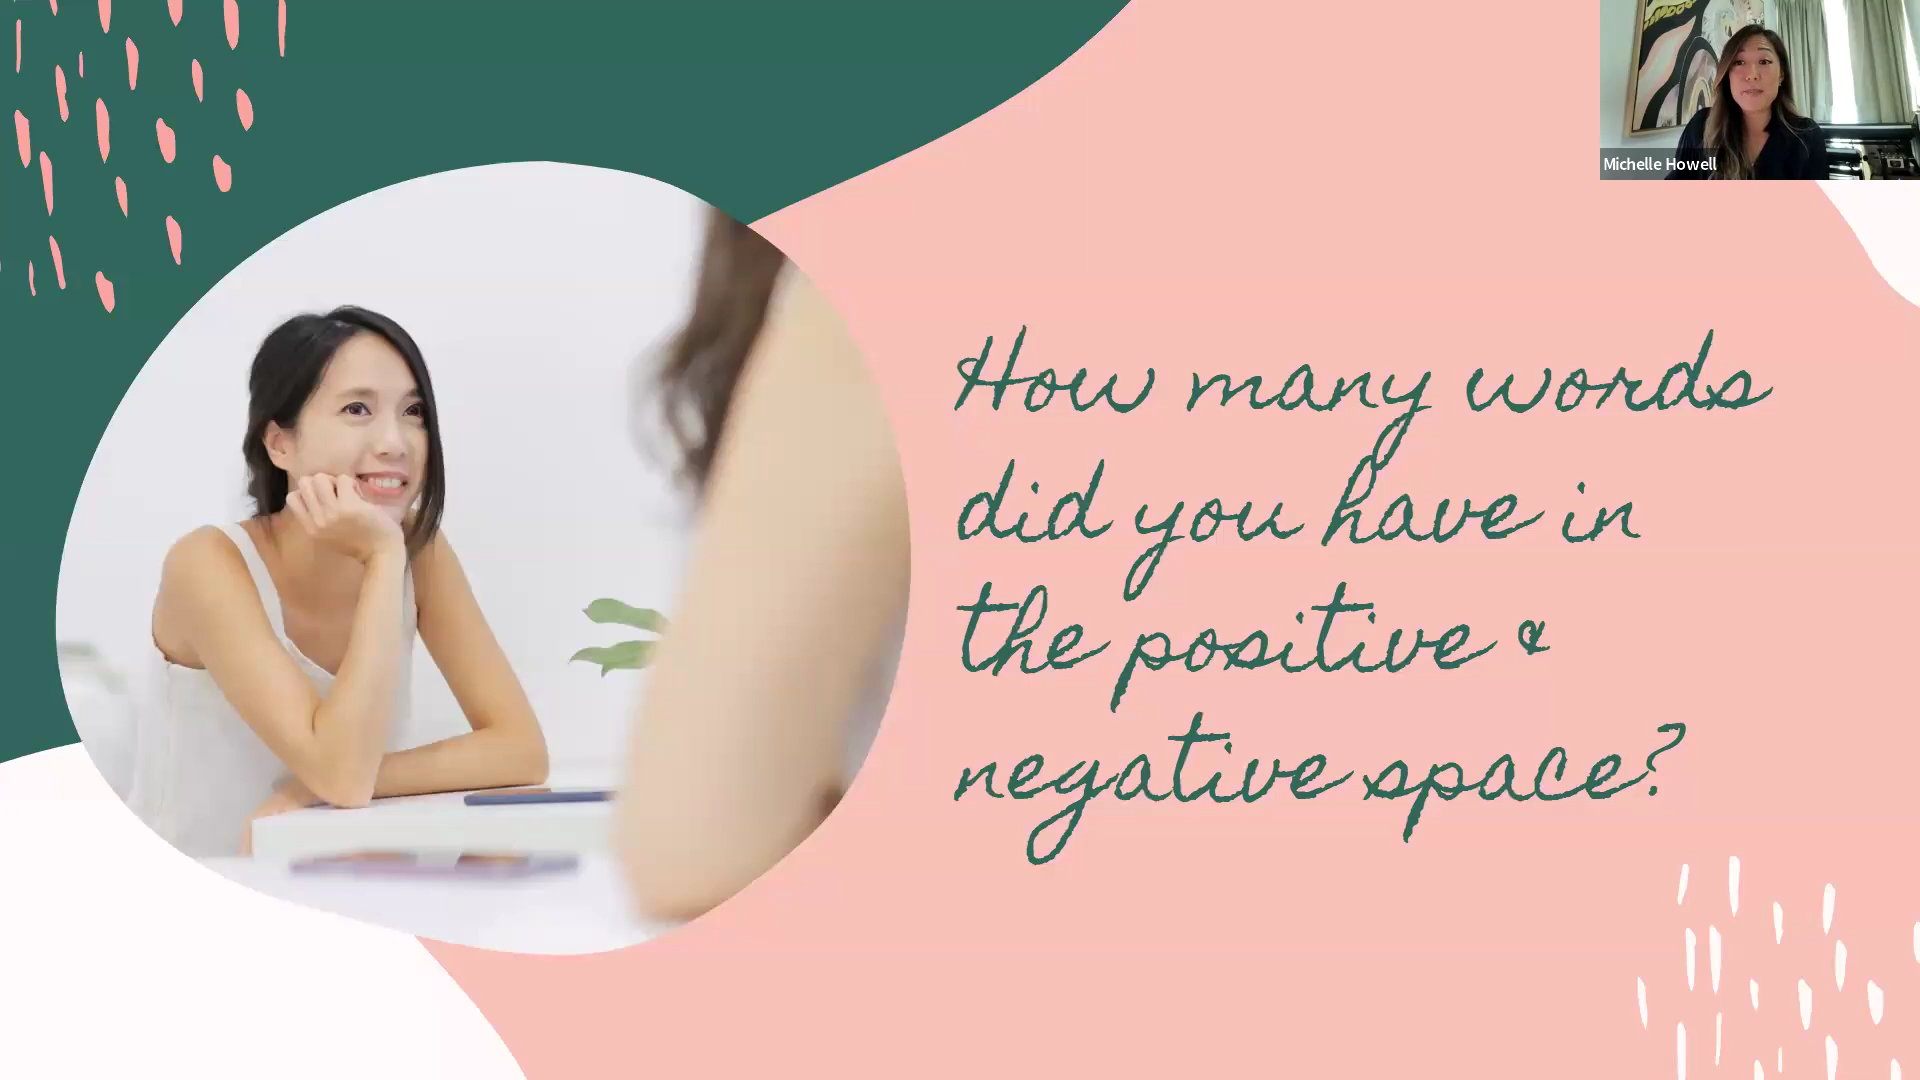 Michelle Howell
How many words
did you have in
the positive &
negative space?